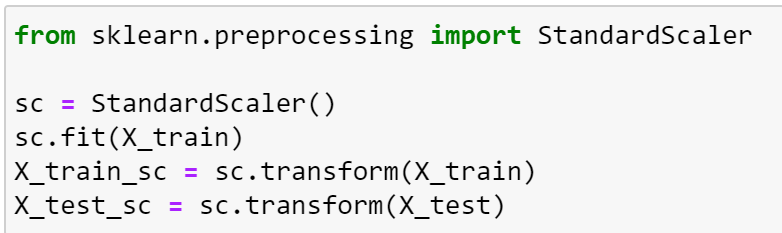 from sklearn.preprocessing import StandardScaler
sc = StandardScaler()
sc.fit(X_train)
X_train_sc = sc.transform(X_train)
X_test_sc = sc.transform(X_test)